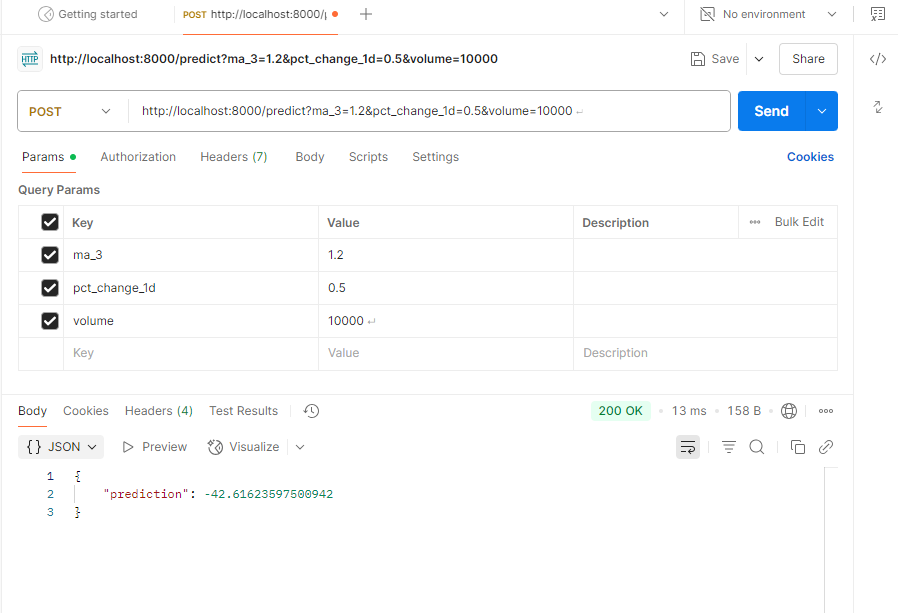 Getting started POST http://localhost:8000/p No environment
HTTP http://localhost:8000/predict?ma_3=1.2&pct_change_1d=0.5&volume=10000 Save Share
POST http://localhost:8000/predict?ma_3=1.2&pct_change_1d=0.5&volume=10000 Send
Params Authorization Headers (7) Body Scripts Settings Cookies
Query Params
Key Value Description Bulk Edit
ma_3 1.2
pct_change_1d 0.5
volume 10000
Key Value Description
Body Cookies Headers (4) Test Results 200 OK 13 ms 158 B
{} JSON Preview Visualize
1 {
2 "prediction": -42.61623597500942
3 }